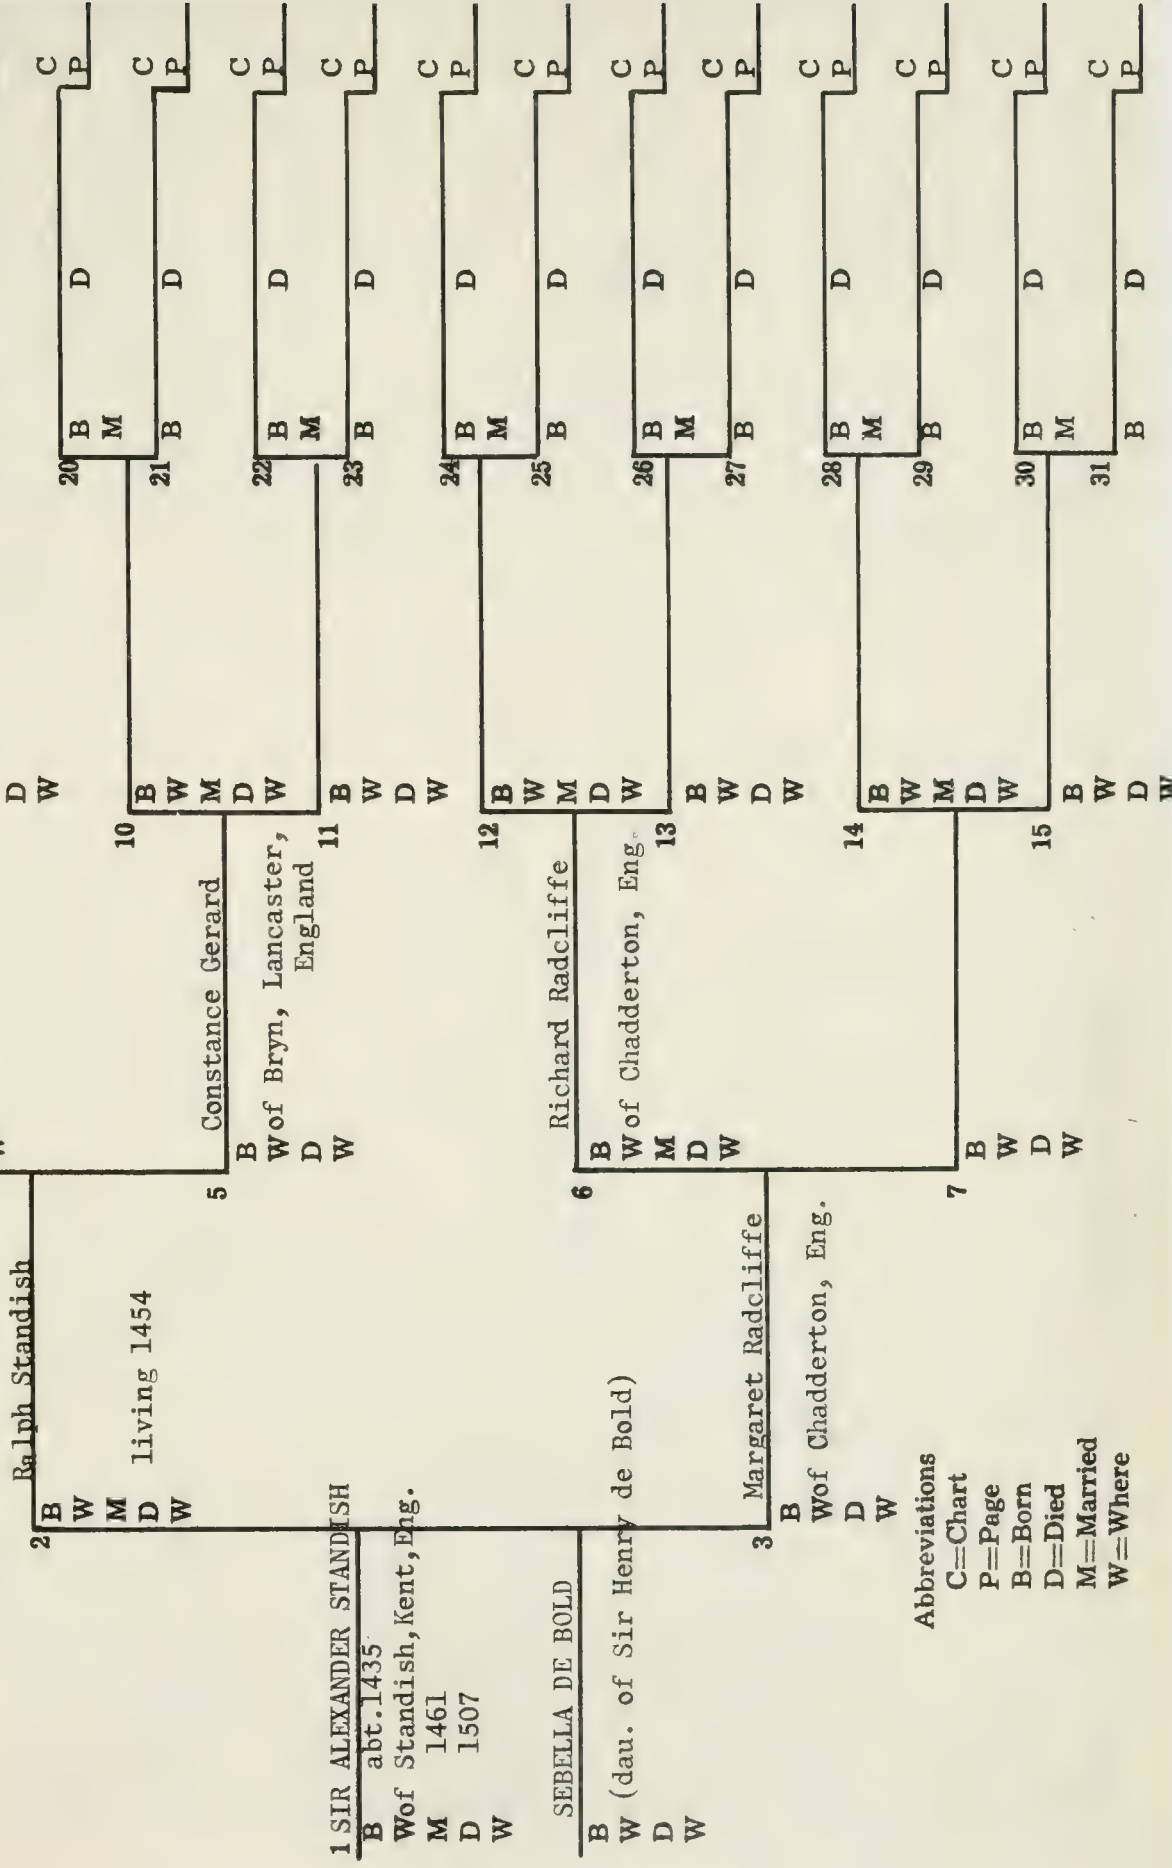 1 SIR ALEXANDER STANDISH
B abt.1435
W of Standish,Kent,Eng.
M 1461
D 1507
W
SEBELLA DE BOLD
B
W (dau. of Sir Henry de Bold)
D
W
Ralph Standish
2
B
W
M living 1454
D
W
Margaret Radcliffe
3
B
W of Chadderton, Eng.
D
W
Abbreviations
C=Chart
P=Page
B=Born
D=Died
M=Married
W=Where
Constance Gerard
5
B
W of Bryn, Lancaster,
England
D
W
Richard Radcliffe
6
B
W of Chadderton, Eng.
M
D
W
7
B
W
D
W
D
W
10
B
W
M
D
W
11
B
W
D
W
12
B
W
M
D
W
13
B
W
D
W
14
B
W
M
D
W
15
B
W
D
W
C
20 P
B D
M
C
21 P
B D
C
22 P
B D
M
C
23 P
B D
C
24 P
B D
M
C
25 P
B D
C
26 P
B D
M
C
27 P
B D
C
28 P
B D
M
C
29 P
B D
C
30 P
B D
M
C
31 P
B D